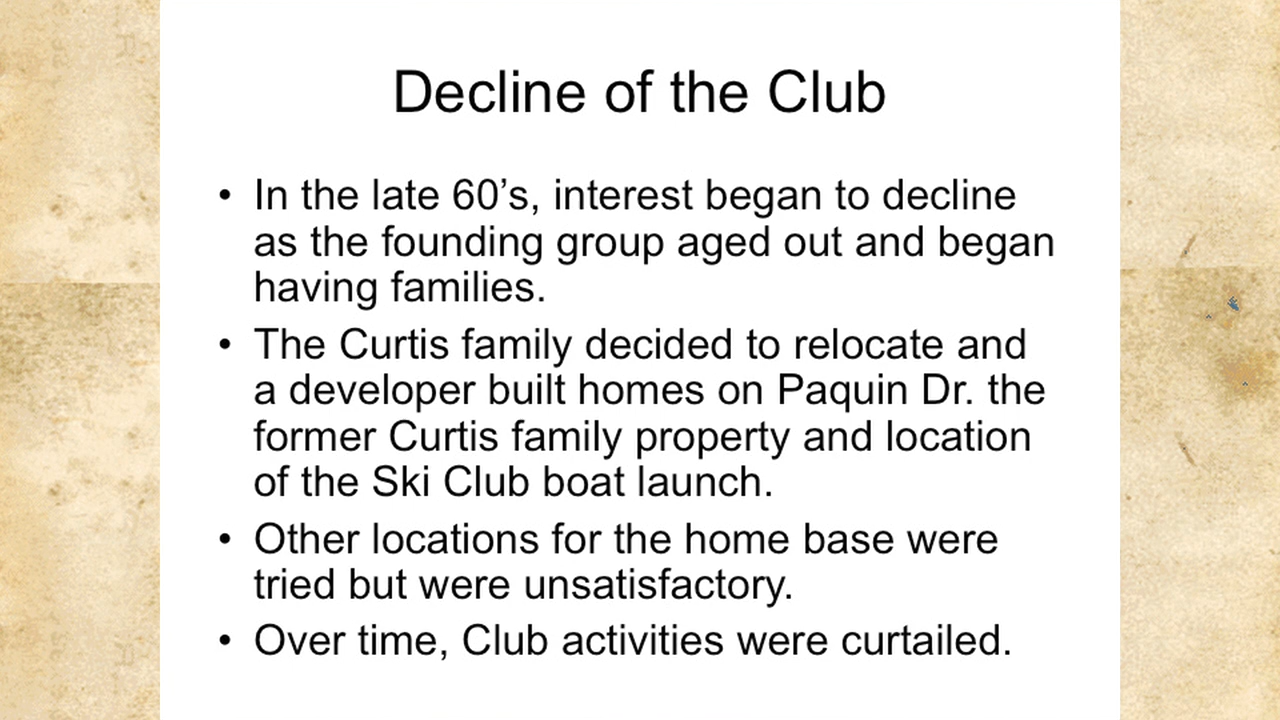 Decline of the Club
• In the late 60’s, interest began to decline
as the founding group aged out and began
having families.
• The Curtis family decided to relocate and
a developer built homes on Paquin Dr. the
former Curtis family property and location
of the Ski Club boat launch.
• Other locations for the home base were
tried but were unsatisfactory.
• Over time, Club activities were curtailed.